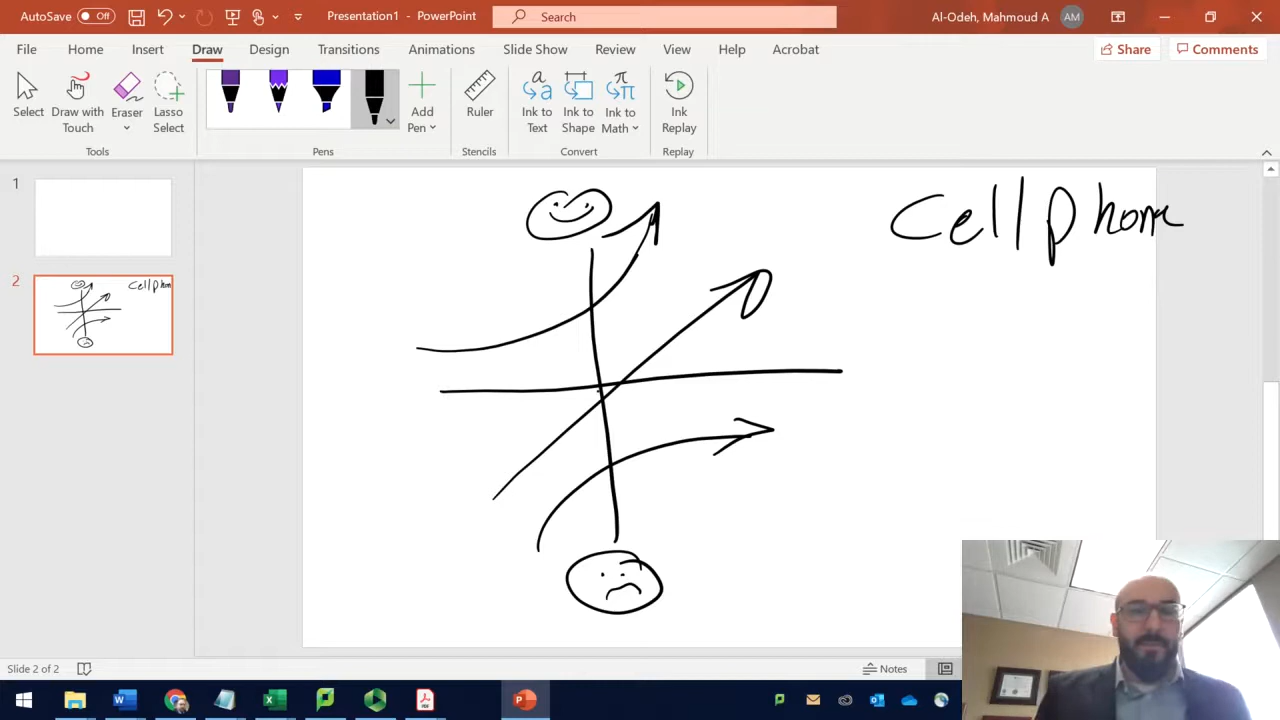 AutoSave Off Presentation1 - PowerPoint Search Al-Odeh, Mahmoud A AM
File Home Insert Draw Design Slide Show Transitions Animations Review View Help Acrobat Share Comments
Select Draw with Touch Eraser Lasso Select Add Pen Ruler Ink to Text Ink to Shape Ink to Math Ink Replay
Tools Pens Stencils Convert Replay
1
2
Cellphone
Slide 2 of 2 Notes